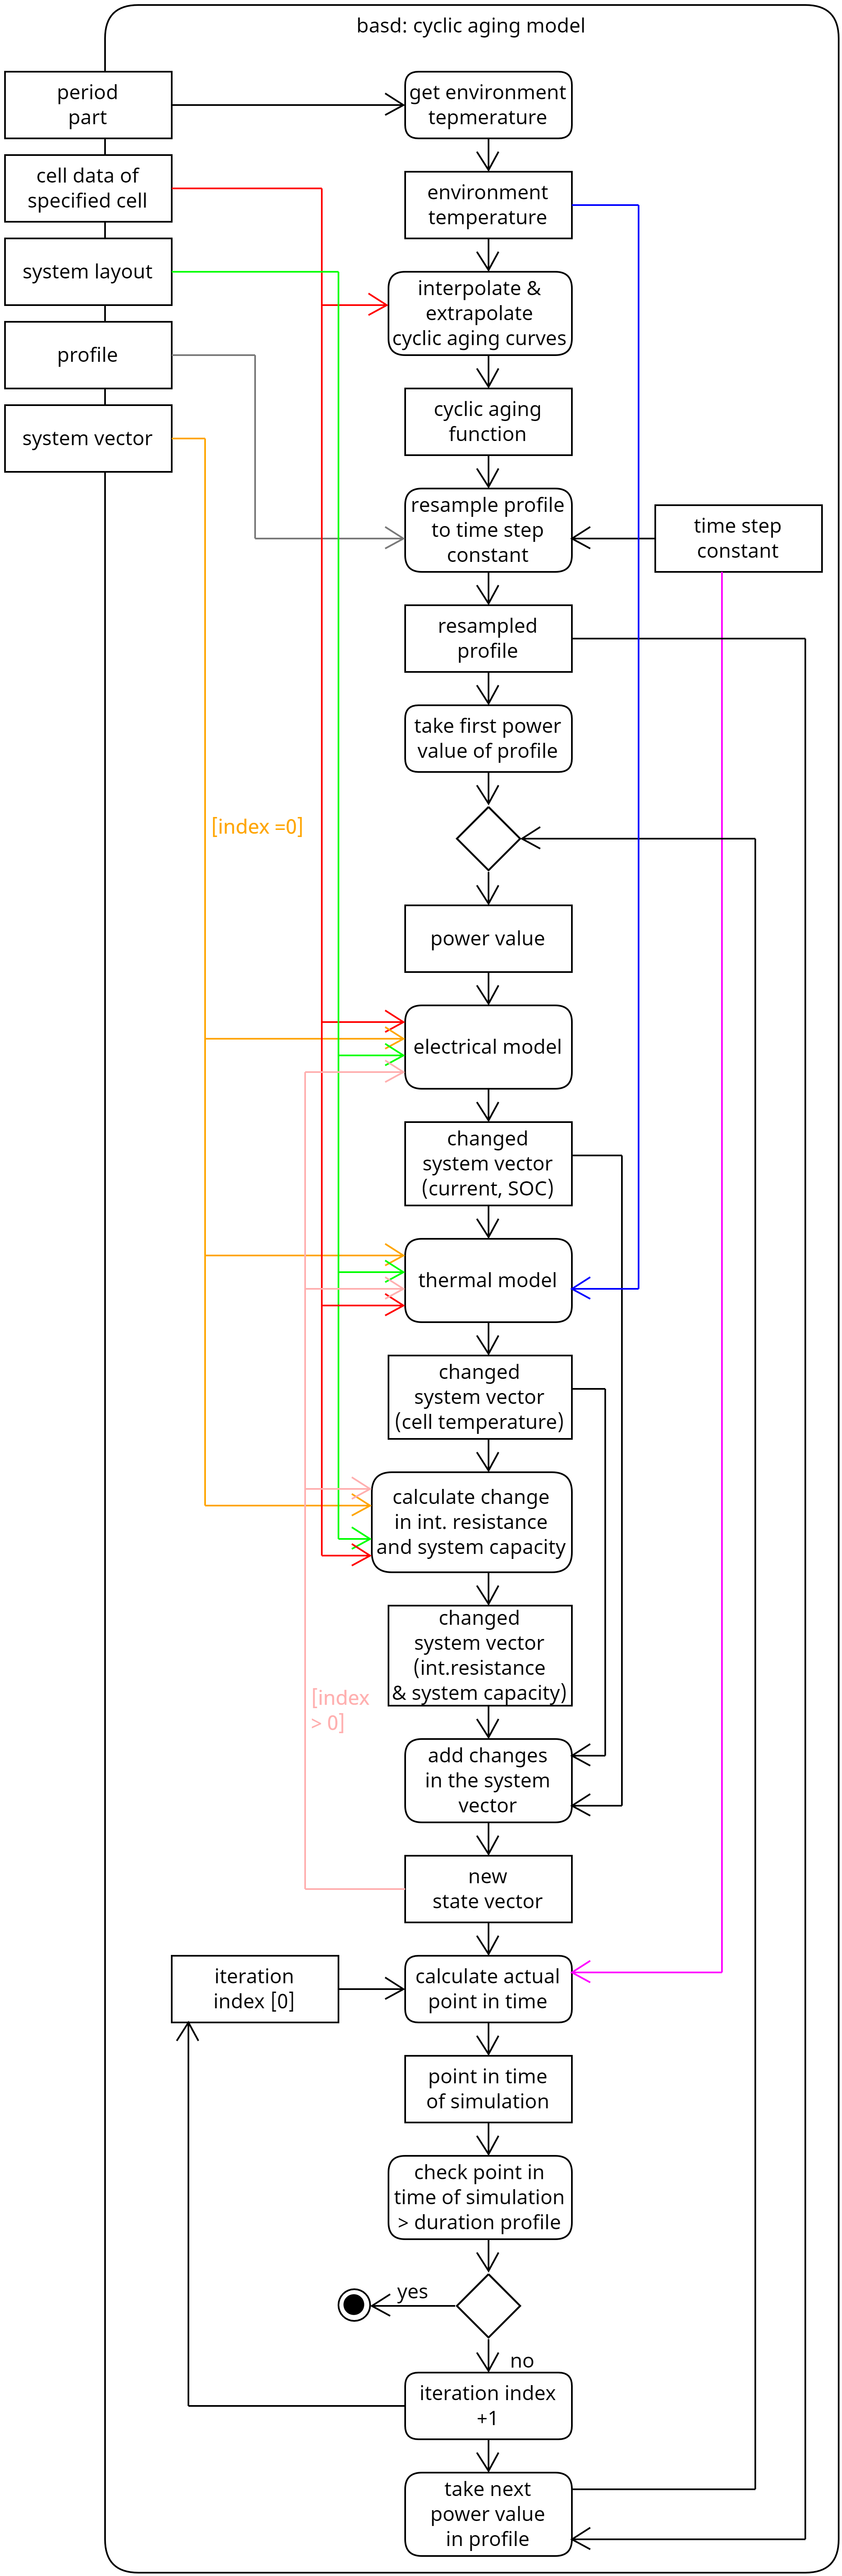 basd: cyclic aging model
period
part
get environment
tepmerature
cell data of
specified cell
environment
temperature
system layout
interpolate &
extrapolate
cyclic aging curves
profile
system vector
cyclic aging
function
resample profile
to time step
constant
time step
constant
resampled
profile
take first power
value of profile
[index =0]
power value
electrical model
changed
system vector
(current, SOC)
thermal model
changed
system vector
(cell temperature)
calculate change
in int. resistance
and system capacity
changed
system vector
(int.resistance
& system capacity)
[index
> 0]
add changes
in the system
vector
new
state vector
iteration
index [0]
calculate actual
point in time
point in time
of simulation
check point in
time of simulation
> duration profile
yes
no
iteration index
+1
take next
power value
in profile